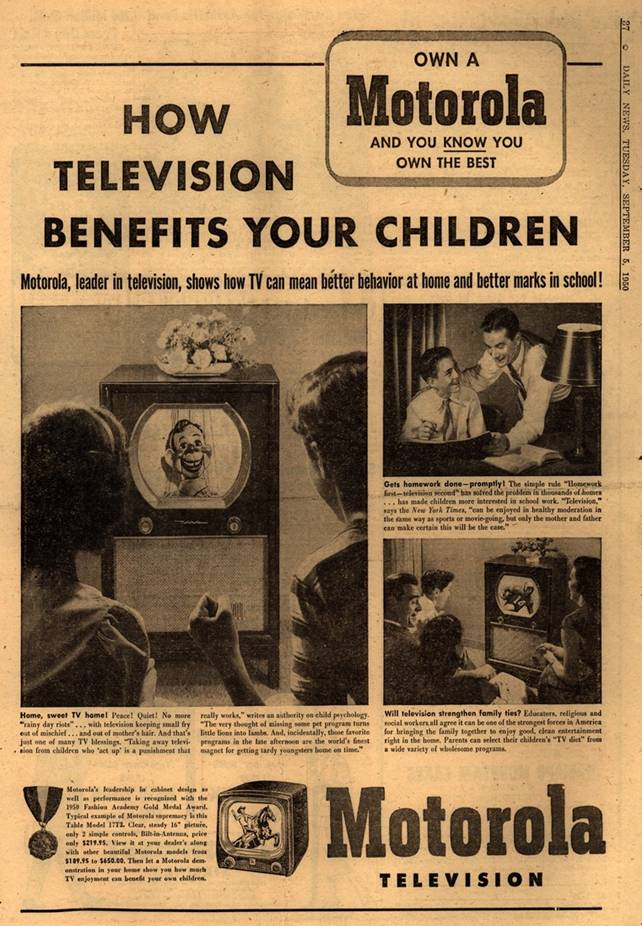 27 © DAILY NEWS, TUESDAY, SEPTEMBER 5, 1950
OWN A
Motorola
AND YOU KNOW YOU
OWN THE BEST
HOW
TELEVISION
BENEFITS YOUR CHILDREN
Motorola, leader in television, shows how TV can mean better behavior at home and better marks in school!
Gets homework done—promptly! The simple rule "Homework
first—television second" has solved the problem in thousands of homes
. . . has made children more interested in school work. "Television,"
says the New York Times, "can be enjoyed in healthy moderation in
the same way as sports or movie-going, but only the mother and father
can make certain this will be the case."
Home, sweet TV home! Peace! Quiet! No more
"rainy day riots" . . . with television keeping small fry
out of mischief . . . and out of mother's hair. And that's
just one of many TV blessings. "Taking away televi-
sion from children who 'act up' is a punishment that
really works," writes an authority on child psychology.
"The very thought of missing some pet program turns
little lions into lambs. And, incidentally, those favorite
programs in the late afternoon are the world's finest
magnet for getting tardy youngsters home on time."
Will television strengthen family ties? Educators, religious and
social workers all agree it can be one of the strongest forces in America
for bringing the family together to enjoy good, clean entertainment
right in the home. Parents can select their children's "TV diet" from
a wide variety of wholesome programs.
Motorola's leadership in cabinet design as
well as performance is recognized with the
1950 Fashion Academy Gold Medal Award.
Typical example of Motorola supremacy is this
Table Model 17T2. Clear, steady 16" picture,
only 2 simple controls, Bilt-in-Antenna, price
only $219.95. View it at your dealer's along
with other beautiful Motorola models from
$189.95 to $650.00. Then let a Motorola dem-
onstration in your home show you how much
TV enjoyment can benefit your own children.
Motorola
TELEVISION